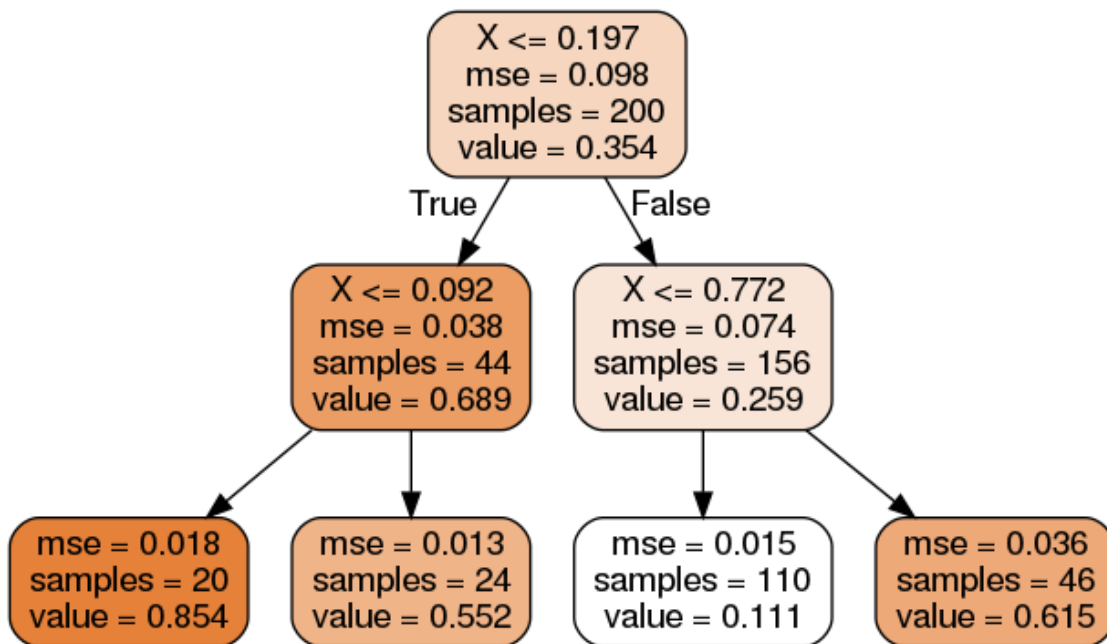 X <= 0.197
mse = 0.098
samples = 200
value = 0.354
True
False
X <= 0.092
mse = 0.038
samples = 44
value = 0.689
X <= 0.772
mse = 0.074
samples = 156
value = 0.259
mse = 0.018
samples = 20
value = 0.854
mse = 0.013
samples = 24
value = 0.552
mse = 0.015
samples = 110
value = 0.111
mse = 0.036
samples = 46
value = 0.615